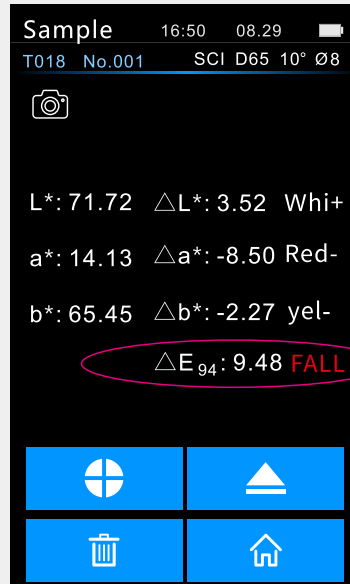 Sample 16:50 08.29
T018 No.001 SCI D65 10° Ø8
L*: 71.72 △L*: 3.52 Whi+
a*: 14.13 △a*: -8.50 Red-
b*: 65.45 △b*: -2.27 yel-
△E94: 9.48 FALL